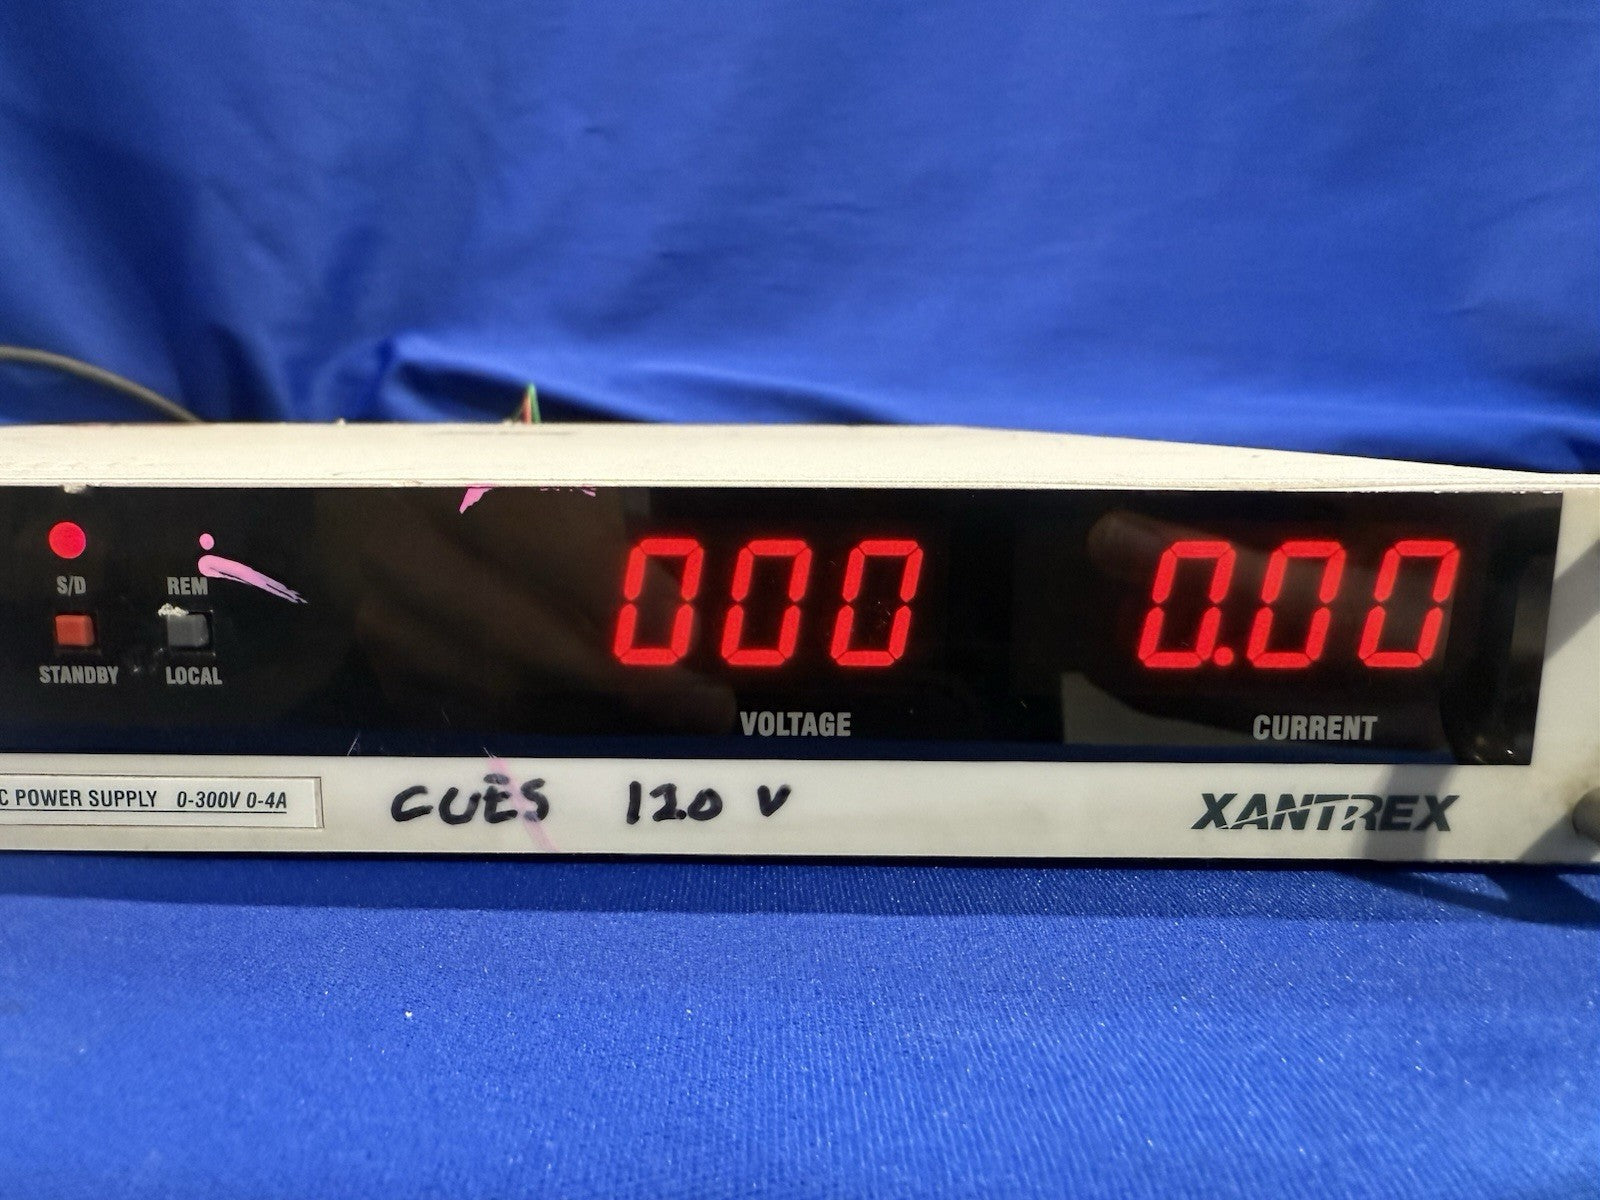 S/D
REM
STANDBY
LOCAL
000
0.00
VOLTAGE
CURRENT
C POWER SUPPLY 0-300V 0-4A
CUES 120 V
XANTREX